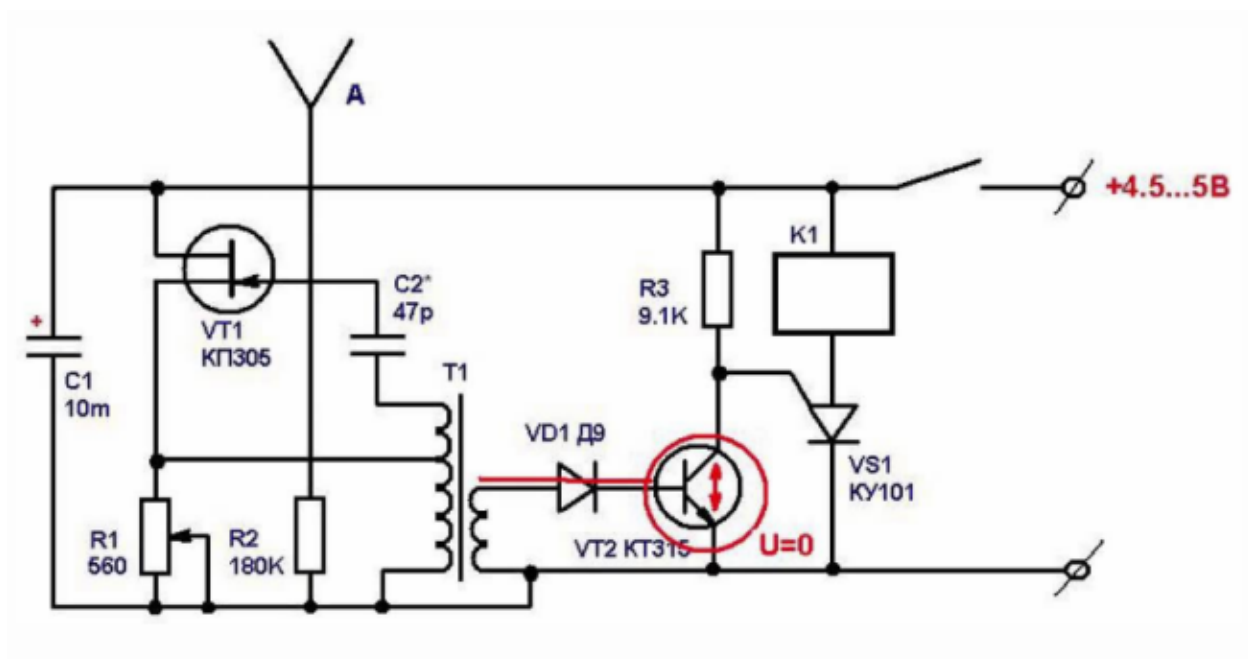 A
+4.5...5В
K1
C2*
47p
R3
9.1K
+
VT1
КП305
C1
10m
T1
VD1 Д9
VS1
КУ101
R1
560
R2
180K
VT2 КТ315
U=0